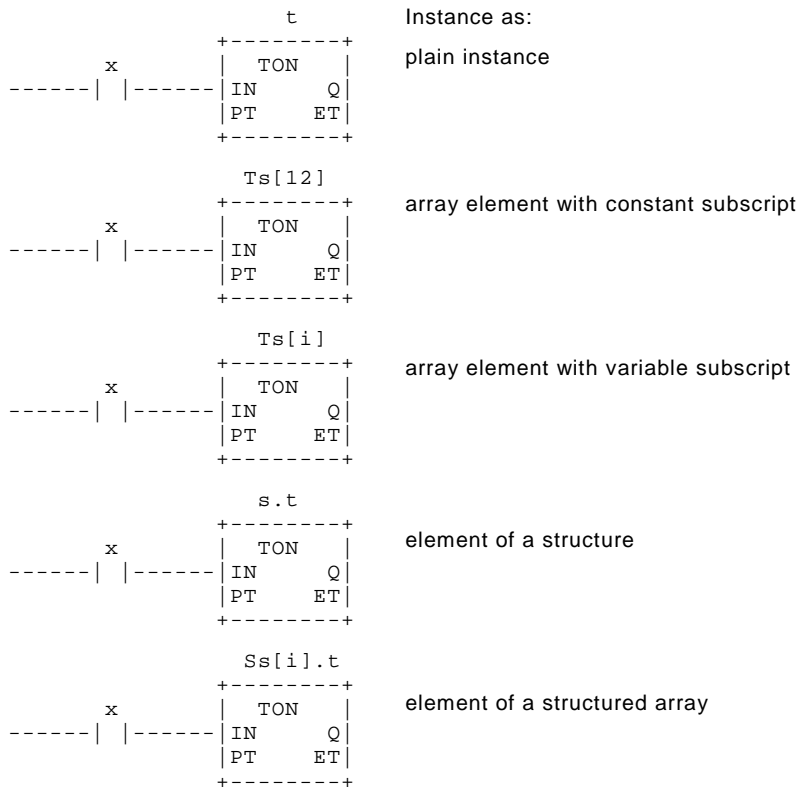 t Instance as:
+--------+
x | TON | plain instance
------| |------|IN Q|
|PT ET|
+--------+
Ts[12]
+--------+ array element with constant subscript
x | TON |
------| |------|IN Q|
|PT ET|
+--------+
Ts[i]
+--------+ array element with variable subscript
x | TON |
------| |------|IN Q|
|PT ET|
+--------+
s.t
+--------+
x | TON | element of a structure
------| |------|IN Q|
|PT ET|
+--------+
Ss[i].t
+--------+
x | TON | element of a structured array
------| |------|IN Q|
|PT ET|
+--------+